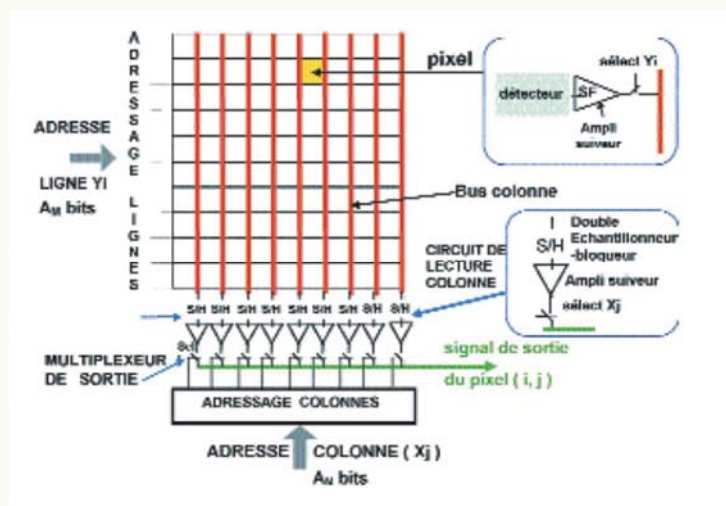 ADRESSAGE LIGNES
ADRESSE
LIGNE YI
AM bits
pixel
sélect Yi
détecteur
SF
Ampli
suiveur
Bus colonne
CIRCUIT DE
LECTURE
COLONNE
Double
S/H
Echantillonneur
-bloqueur
Ampli suiveur
sélect Xj
S/H S/H S/H S/H S/H S/H S/H S/H S/H
MULTIPLEXEUR
DE SORTIE
signal de sortie
du pixel ( i, j )
ADRESSAGE COLONNES
ADRESSE COLONNE ( Xj )
AN bits